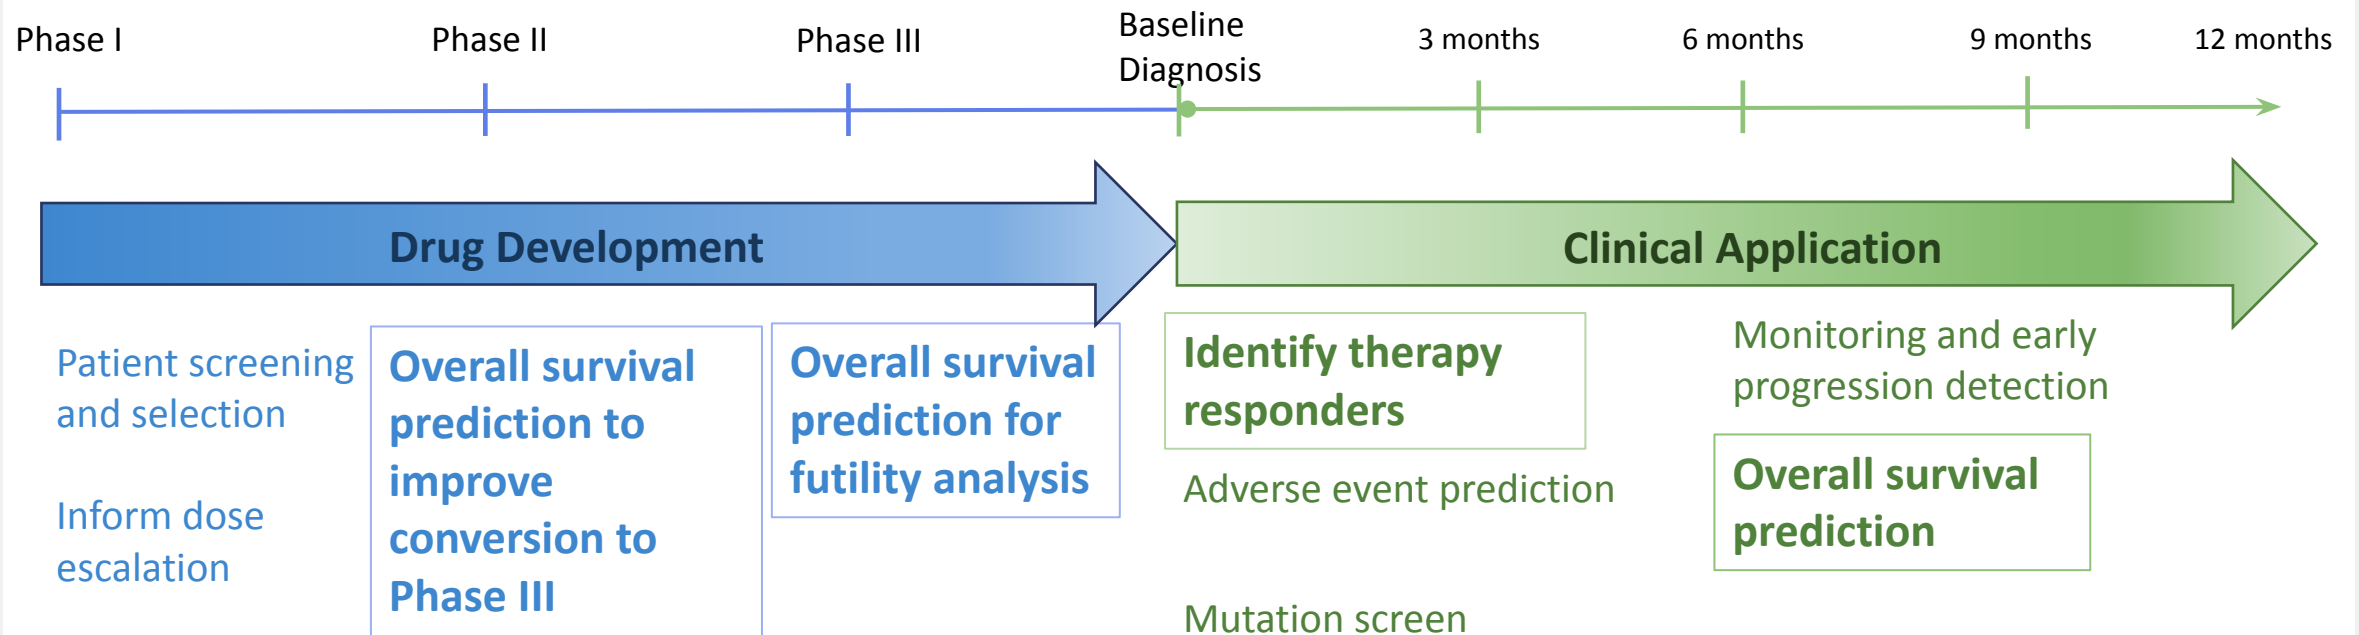 Phase I
Phase II
Phase III
Baseline
Diagnosis
3 months
6 months
9 months
12 months
Drug Development
Clinical Application
Patient screening
and selection
Inform dose
escalation
Overall survival
prediction to
improve
conversion to
Phase III
Overall survival
prediction for
futility analysis
Identify therapy
responders
Adverse event prediction
Mutation screen
Monitoring and early
progression detection
Overall survival
prediction